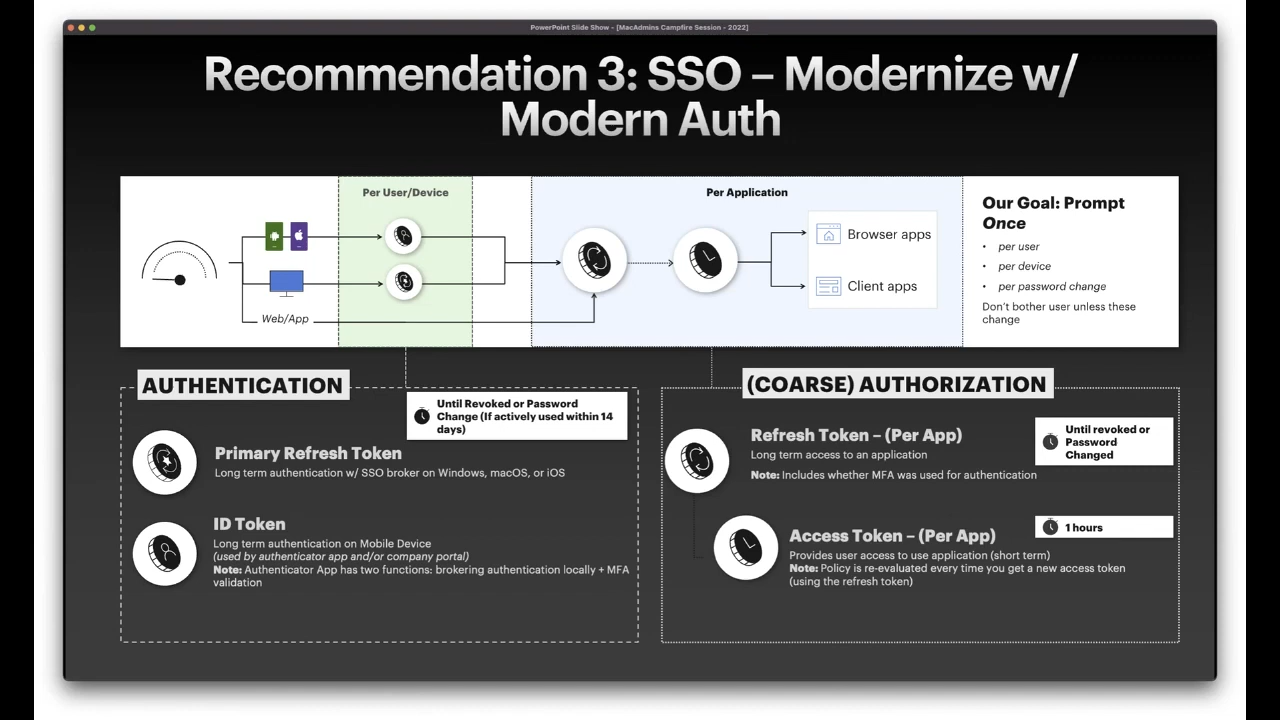 PowerPoint Slide Show - [MacAdmins Campfire Session - 2022]
Recommendation 3: SSO – Modernize w/
Modern Auth
Per User/Device
Per Application
Web/App
Browser apps
Client apps
Our Goal: Prompt
Once
• per user
• per device
• per password change
Don't bother user unless these
change
AUTHENTICATION
Until Revoked or Password
Change (If actively used within 14
days)
Primary Refresh Token
Long term authentication w/ SSO broker on Windows, macOS, or iOS
ID Token
Long term authentication on Mobile Device
(used by authenticator app and/or company portal)
Note: Authenticator App has two functions: brokering authentication locally + MFA
validation
(COARSE) AUTHORIZATION
Until revoked or
Password
Changed
Refresh Token – (Per App)
Long term access to an application
Note: Includes whether MFA was used for authentication
1 hours
Access Token – (Per App)
Provides user access to use application (short term)
Note: Policy is re-evaluated every time you get a new access token
(using the refresh token)